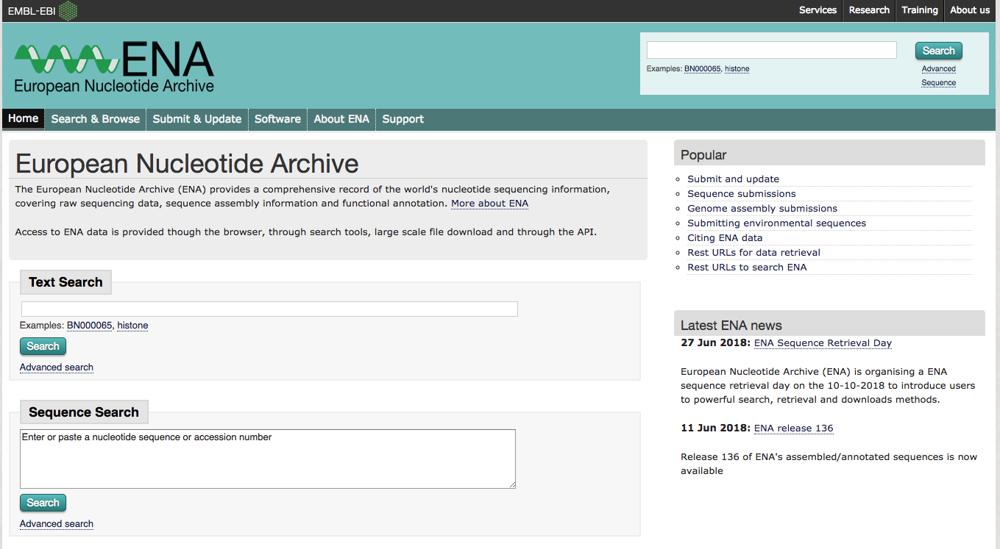 EMBL-EBI
Services Research Training About us
ENA
European Nucleotide Archive
Search
Examples: BN000065, histone
Advanced
Sequence
Home Search & Browse Submit & Update Software About ENA Support
European Nucleotide Archive
The European Nucleotide Archive (ENA) provides a comprehensive record of the world's nucleotide sequencing information,
covering raw sequencing data, sequence assembly information and functional annotation. More about ENA
Access to ENA data is provided though the browser, through search tools, large scale file download and through the API.
Text Search
Examples: BN000065, histone
Search
Advanced search
Sequence Search
Enter or paste a nucleotide sequence or accession number
Search
Advanced search
Popular
Submit and update
Sequence submissions
Genome assembly submissions
Submitting environmental sequences
Citing ENA data
Rest URLs for data retrieval
Rest URLs to search ENA
Latest ENA news
27 Jun 2018: ENA Sequence Retrieval Day
European Nucleotide Archive (ENA) is organising a ENA
sequence retrieval day on the 10-10-2018 to introduce users
to powerful search, retrieval and downloads methods.
11 Jun 2018: ENA release 136
Release 136 of ENA's assembled/annotated sequences is now
available